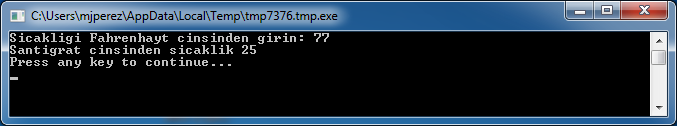 C:\Users\mjperez\AppData\Local\Temp\tmp7376.tmp.exe
Sicakligi Fahrenhayt cinsinden girin: 77
Santigrat cinsinden sicaklik 25
Press any key to continue...